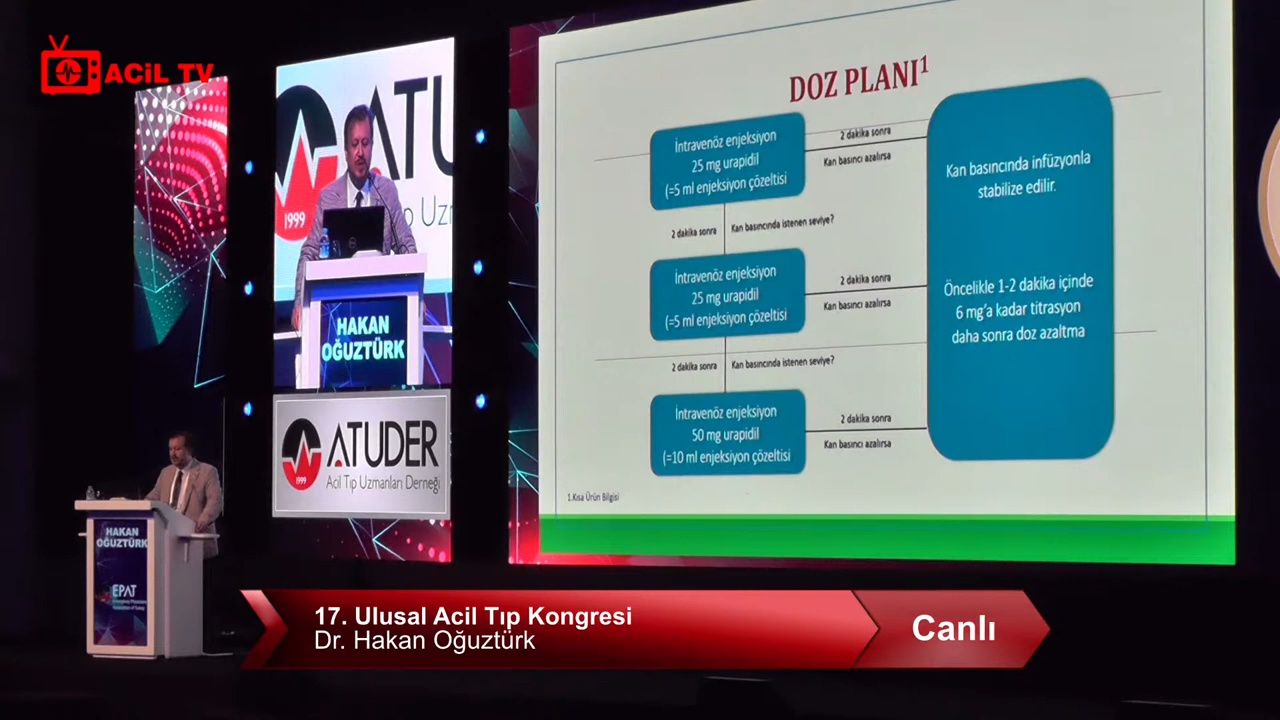 ACiL TV
ATU
1999
Tıp Uz
HAKAN
OĞUZTÜRK
ATUDER
Acil Tıp Uzmanları Derneği
1999
HAKAN
OĞUZTÜRK
EPAT
DOZ PLANI¹
İntravenöz enjeksiyon
25 mg urapidil
(=5 ml enjeksiyon çözeltisi
2 dakika sonra
Kan basıncı azalırsa
2 dakika sonra
Kan basıncında istenen seviye?
İntravenöz enjeksiyon
25 mg urapidil
(=5 ml enjeksiyon çözeltisi
2 dakika sonra
Kan basıncı azalırsa
2 dakika sonra
Kan basıncında istenen seviye?
İntravenöz enjeksiyon
50 mg urapidil
(=10 ml enjeksiyon çözeltisi
2 dakika sonra
Kan basıncı azalırsa
Kan basıncında infüzyonla
stabilize edilir.
Öncelikle 1-2 dakika içinde
6 mg'a kadar titrasyon
daha sonra doz azaltma
1.Kısa Ürün Bilgisi
17. Ulusal Acil Tıp Kongresi
Dr. Hakan Oğuztürk
Canlı